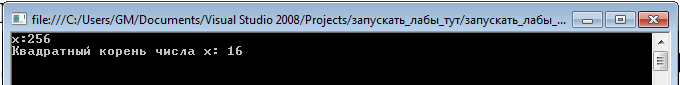 file:///C:/Users/GM/Documents/Visual Studio 2008/Projects/запускать_лабы_тут/запускать_лабы_...
x:256
Квадратный корень числа x: 16